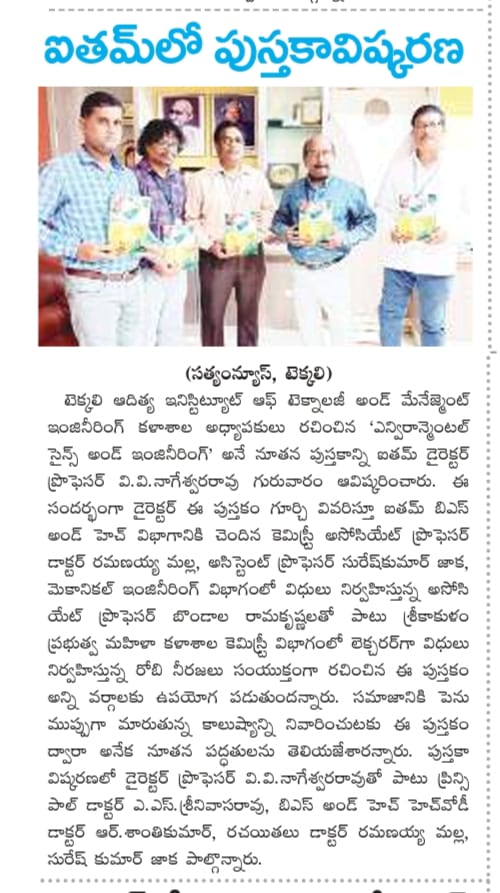 ఐతమ్‌లో పుస్తకావిష్కరణ
(సత్యంన్యూస్, టెక్కలి)
టెక్కలి ఆదిత్య ఇనిస్టిట్యూట్ ఆఫ్ టెక్నాలజీ అండ్ మేనేజ్మెంట్
ఇంజినీరింగ్ కళాశాల అధ్యాపకులు రచించిన ‘ఎన్విరాన్మెంటల్
సైన్స్ అండ్ ఇంజినీరింగ్’ అనే నూతన పుస్తకాన్ని ఐతమ్ డైరెక్టర్
ప్రొఫెసర్ వి.వి.నాగేశ్వరరావు గురువారం ఆవిష్కరించారు. ఈ
సందర్భంగా డైరెక్టర్ ఈ పుస్తకం గూర్చి వివరిస్తూ ఐతమ్ బిఎస్
అండ్ హెచ్ విభాగానికి చెందిన కెమిస్ట్రీ అసోసియేట్ ప్రొఫెసర్
డాక్టర్ రమణయ్య మల్ల, అసిస్టెంట్ ప్రొఫెసర్ సురేష్‌కుమార్ జాక,
మెకానికల్ ఇంజినీరింగ్ విభాగంలో విధులు నిర్వహిస్తున్న అసోసి
యేట్ ప్రొఫెసర్ బొండాల రామకృష్ణలతో పాటు శ్రీకాకుళం
ప్రభుత్వ మహిళా కళాశాల కెమిస్ట్రీ విభాగంలో లెక్చరర్‌గా విధులు
నిర్వహిస్తున్న రోబి నీరజలు సంయుక్తంగా రచించిన ఈ పుస్తకం
అన్ని వర్గాలకు ఉపయోగ పడుతుందన్నారు. సమాజానికి పెను
ముప్పుగా మారుతున్న కాలుష్యాన్ని నివారించుటకు ఈ పుస్తకం
ద్వారా అనేక నూతన పద్ధతులను తెలియజేశారన్నారు. పుస్తకా
విష్కరణలో డైరెక్టర్ ప్రొఫెసర్ వి.వి.నాగేశ్వరరావుతో పాటు ప్రిన్సి
పాల్ డాక్టర్ ఎ.ఎస్.శ్రీనివాసరావు, బిఎస్ అండ్ హెచ్ హెచ్‌వోడీ
డాక్టర్ ఆర్.శాంతికుమార్, రచయితలు డాక్టర్ రమణయ్య మల్ల,
సురేష్ కుమార్ జాక పాల్గొన్నారు.